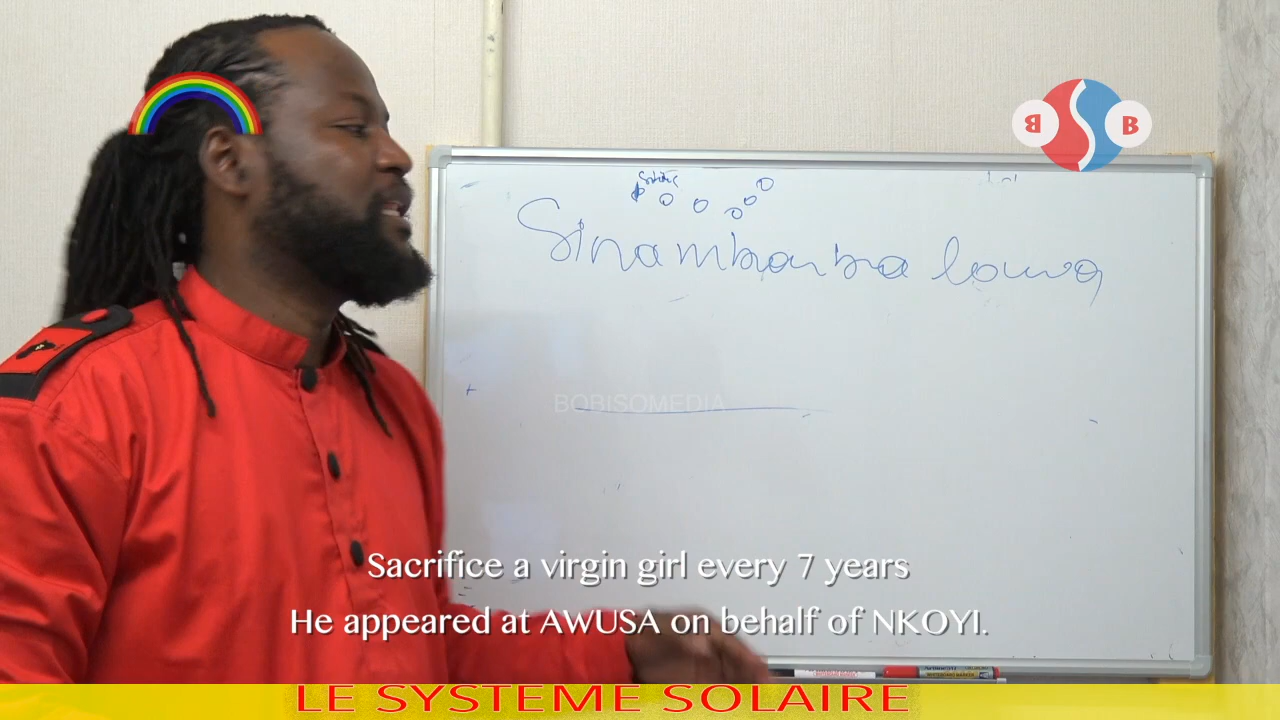 B B
Sinambamba lowa
BOBISOMEDIA
Sacrifice a virgin girl every 7 years
He appeared at AWUSA on behalf of NKOYI.
LE SYSTEME SOLAIRE